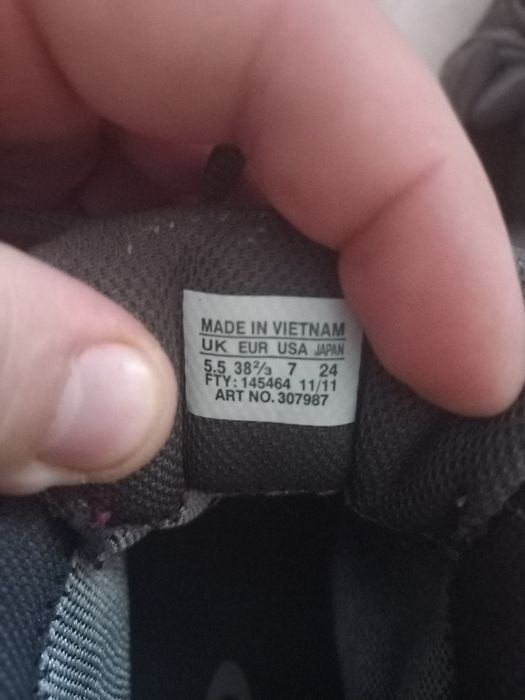 MADE IN VIETNAM
UK EUR USA JAPAN
5.5 38⅔ 7 24
FTY: 145464 11/11
ART NO. 307987